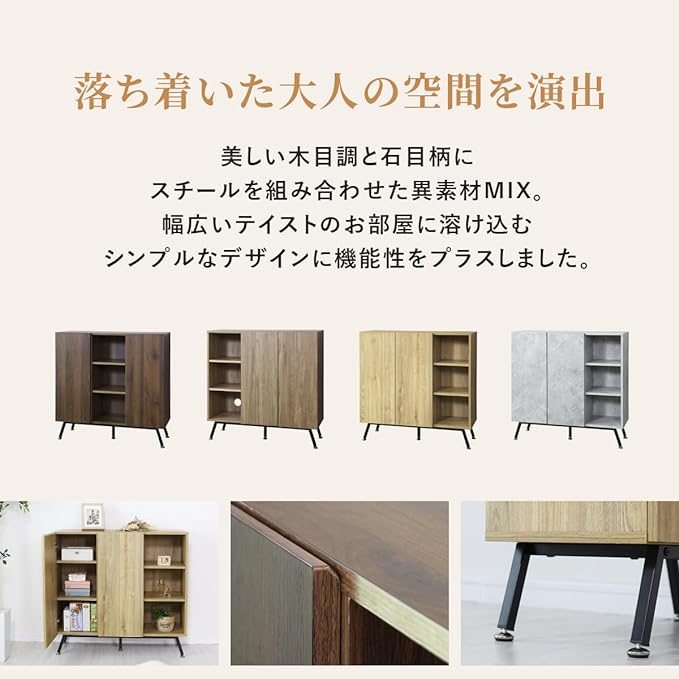 落ち着いた大人の空間を演出
美しい木目調と石目柄に
スチールを組み合わせた異素材MIX。
幅広いテイストのお部屋に溶け込む
シンプルなデザインに機能性をプラスしました。